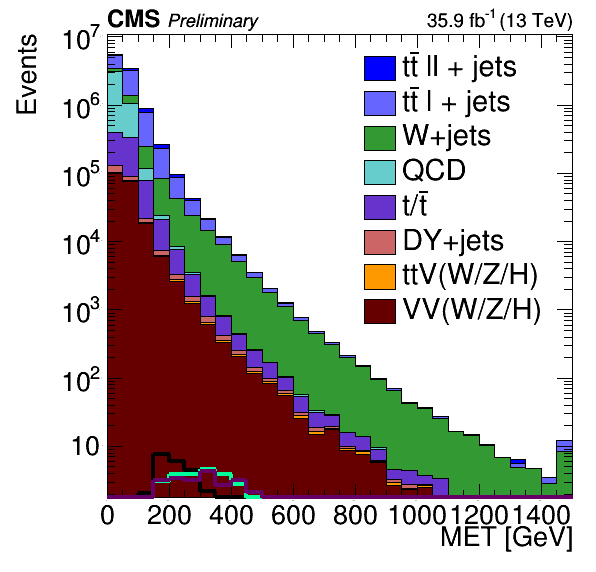 CMS Preliminary 35.9 fb⁻¹ (13 TeV)
Events
10⁷
10⁶
10⁵
10⁴
10³
10²
10
tt̄ ll + jets
tt̄ l + jets
W+jets
QCD
t/t̄
DY+jets
ttV(W/Z/H)
VV(W/Z/H)
0 200 400 600 800 1000 1200 1400
MET [GeV]